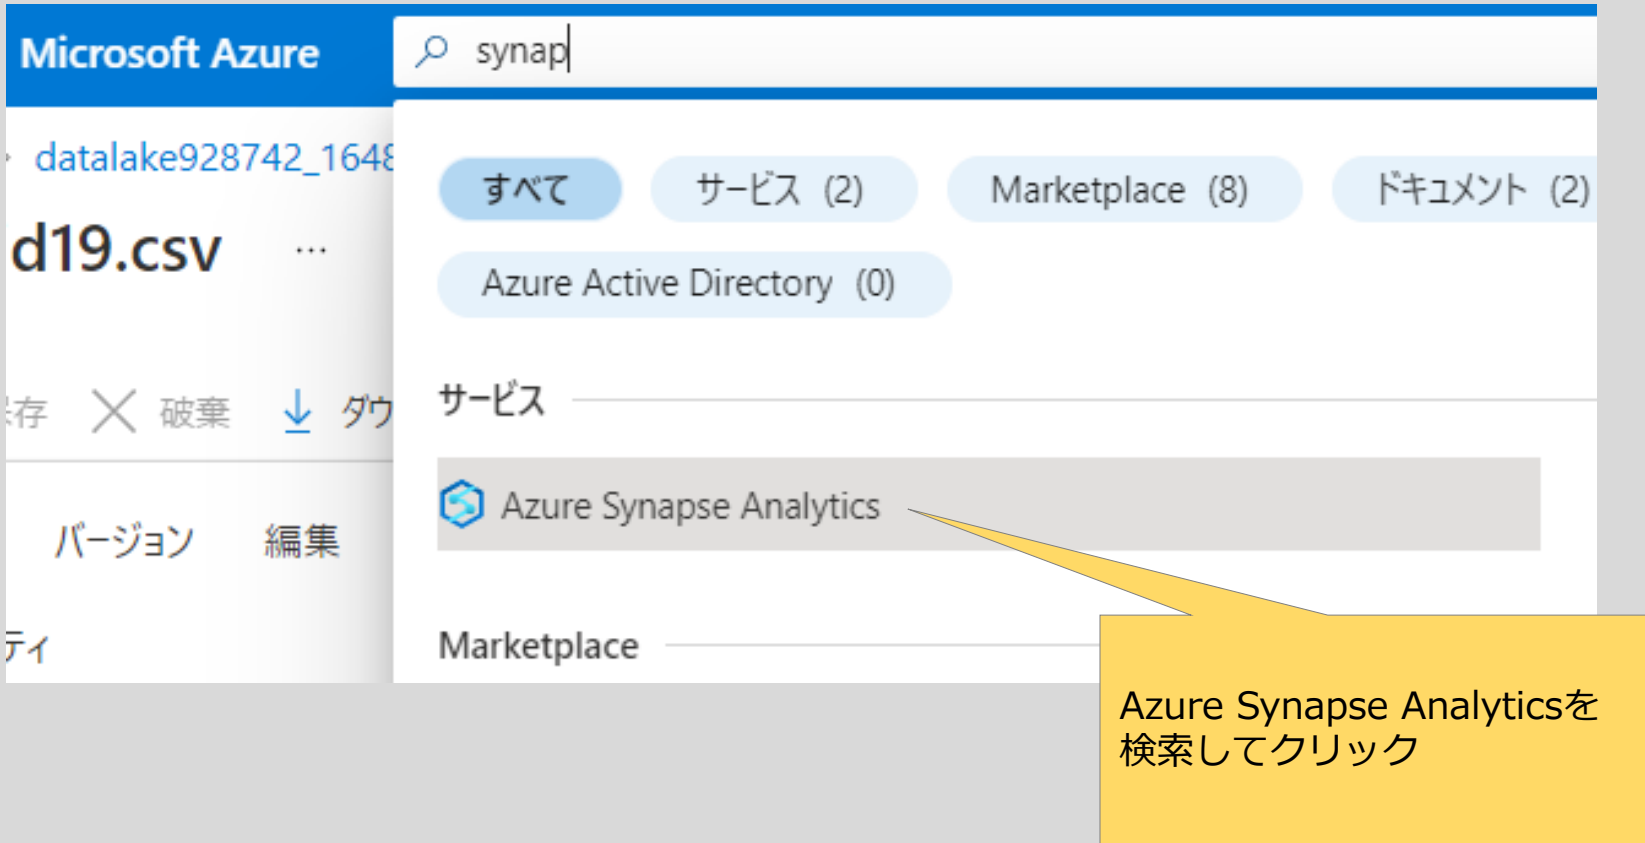 Microsoft Azure
synap
datalake928742_1648
すべて
サービス (2)
Marketplace (8)
ドキュメント (2)
d19.csv ...
Azure Active Directory (0)
存 破棄 ダウ
サービス
Azure Synapse Analytics
バージョン 編集
ティ
Marketplace
Azure Synapse Analyticsを
検索してクリック